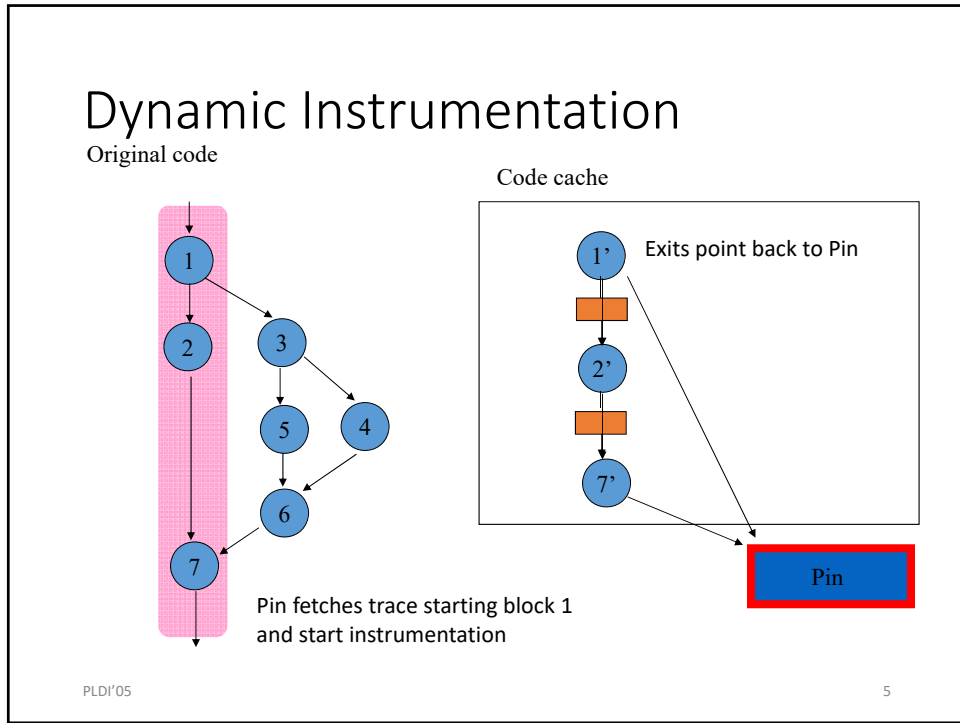 Dynamic Instrumentation
Original code
Code cache
1
2
3
5
4
6
7
1’
Exits point back to Pin
2’
7’
Pin
Pin fetches trace starting block 1
and start instrumentation
PLDI’05
5